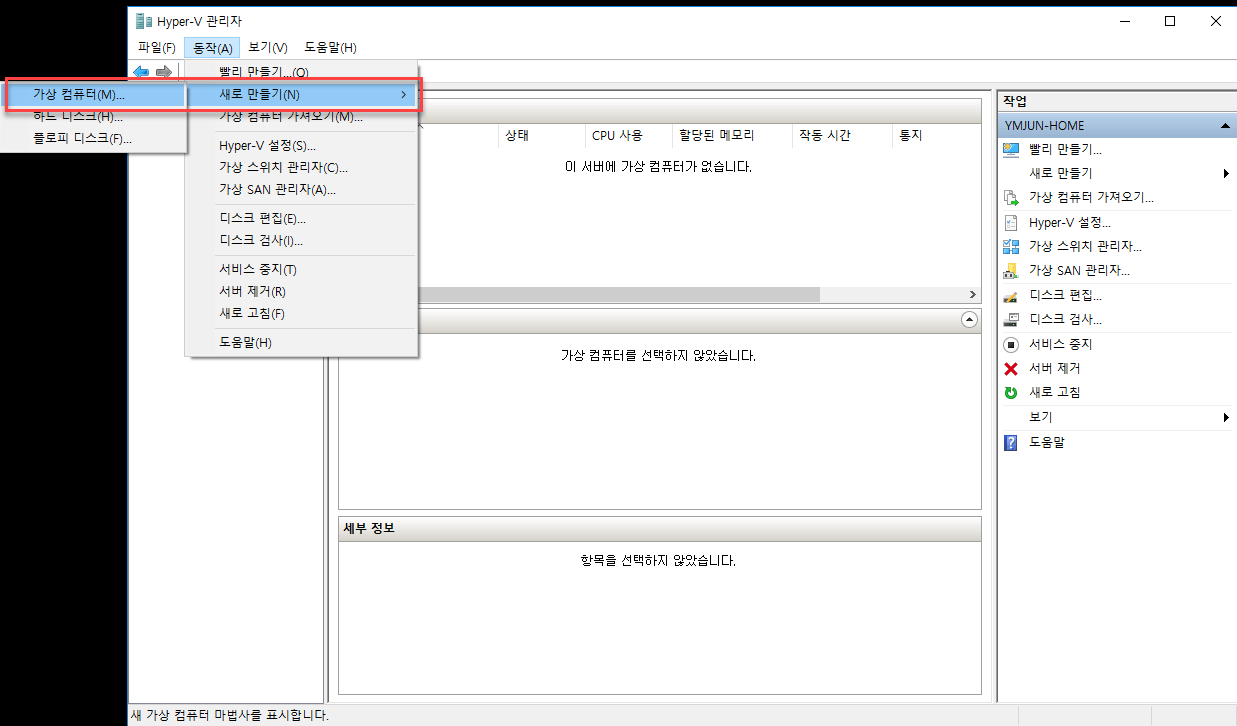 Hyper-V 관리자
파일(F) 동작(A) 보기(V) 도움말(H)
빨리 만들기...(Q)
새로 만들기(N)
가상 컴퓨터 가져오기(M)...
Hyper-V 설정(S)...
가상 스위치 관리자(C)...
가상 SAN 관리자(A)...
디스크 편집(E)...
디스크 검사(I)...
서비스 중지(T)
서버 제거(R)
새로 고침(F)
도움말(H)
가상 컴퓨터(M)...
하드 디스크(H)...
플로피 디스크(F)...
상태 CPU 사용 할당된 메모리 작동 시간 통지
이 서버에 가상 컴퓨터가 없습니다.
가상 컴퓨터를 선택하지 않았습니다.
세부 정보
항목을 선택하지 않았습니다.
작업
YMJUN-HOME
빨리 만들기...
새로 만들기
가상 컴퓨터 가져오기...
Hyper-V 설정...
가상 스위치 관리자...
가상 SAN 관리자...
디스크 편집...
디스크 검사...
서비스 중지
서버 제거
새로 고침
보기
도움말
새 가상 컴퓨터 마법사를 표시합니다.